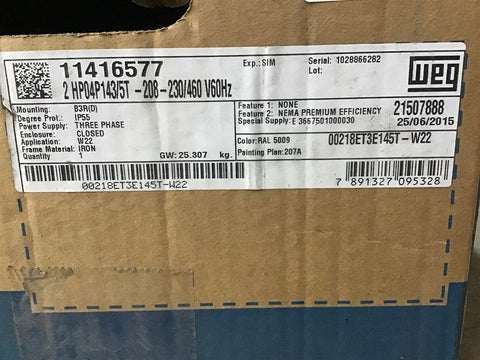 11416577
2 HP04P143/5T -208-230/460 V60Hz
Exp.: SIM
Serial: 1028866282
Lot:
WEG
Mounting: B3R(D)
Degree Prot.: IP55
Power Supply: THREE PHASE
Enclosure: CLOSED
Application: W22
Frame Material: IRON
Quantity 1
GW: 25.307 kg.
Feature 1: NONE
Feature 2: NEMA PREMIUM EFFICIENCY
Special Supply: E 3667501000030
21507888
25/06/2015
Color: RAL 5009
Painting Plan: 207A
00218ET3E145T-W22
00218ET3E145T-W22
7 891327 095328